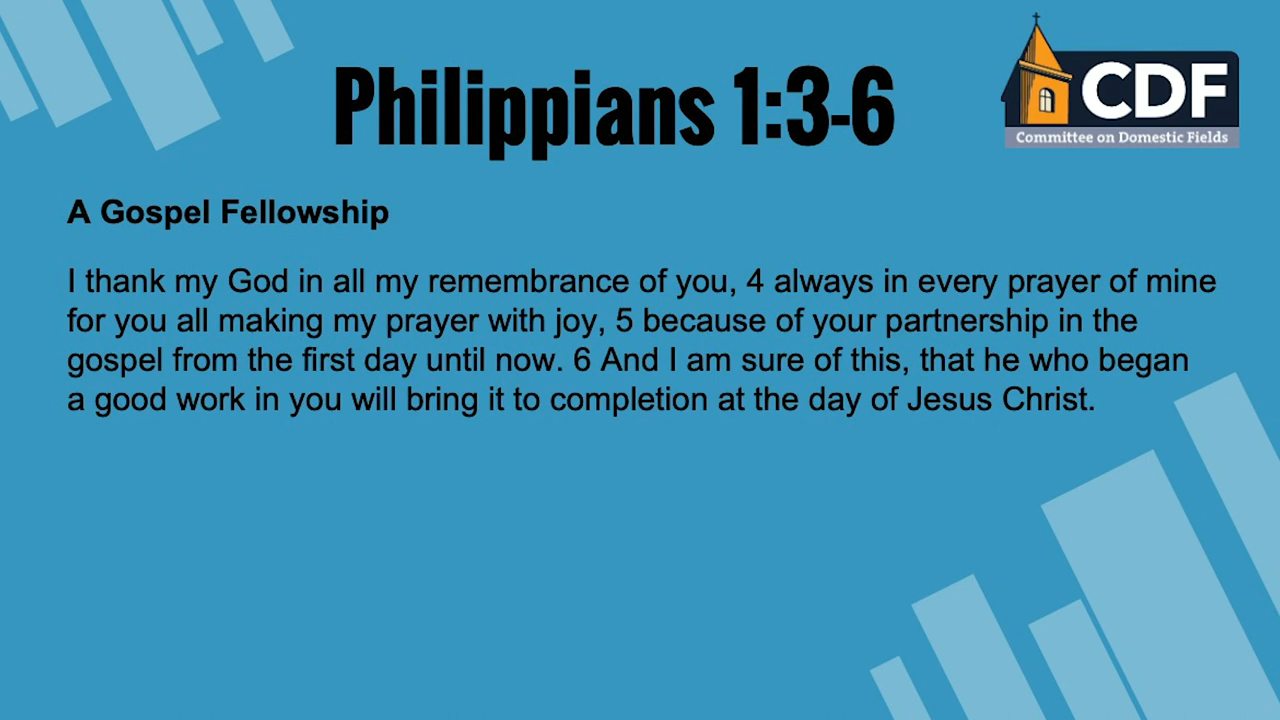 Philippians 1:3-6
CDF
Committee on Domestic Fields
A Gospel Fellowship
I thank my God in all my remembrance of you, 4 always in every prayer of mine
for you all making my prayer with joy, 5 because of your partnership in the
gospel from the first day until now. 6 And I am sure of this, that he who began
a good work in you will bring it to completion at the day of Jesus Christ.